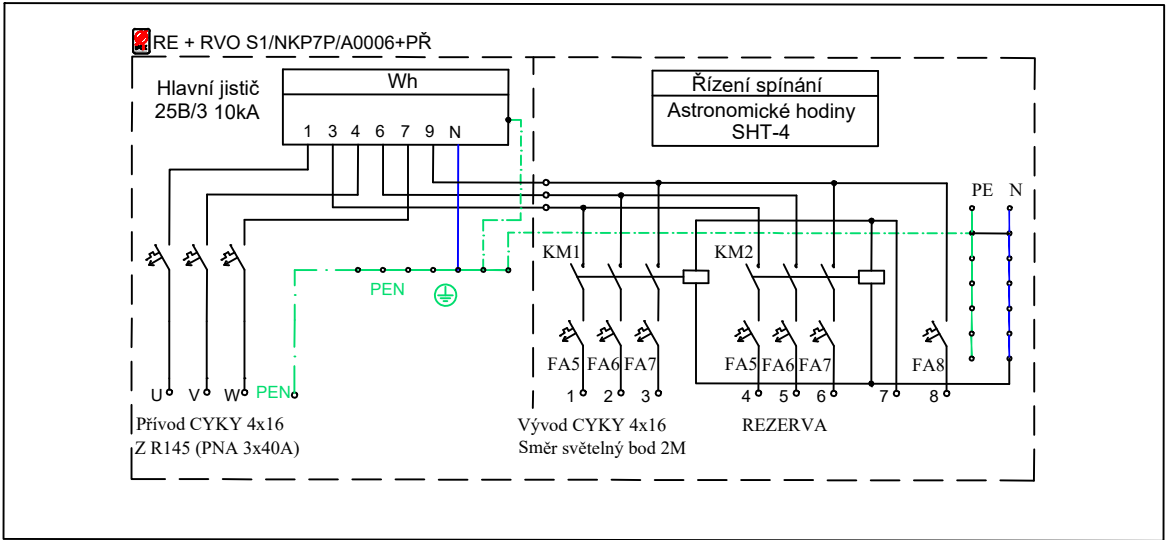 RE + RVO S1/NKP7P/A0006+PŘ
Hlavní jistič
25B/3 10kA
Wh
1 3 4 6 7 9 N
Řízení spínání
Astronomické hodiny
SHT-4
PE N
KM1
KM2
PEN
FA5 FA6 FA7
FA5 FA6 FA7
FA8
U V W PEN
1 2 3
4 5 6 7 8
Přívod CYKY 4x16
Z R145 (PNA 3x40A)
Vývod CYKY 4x16
Směr světelný bod 2M
REZERVA